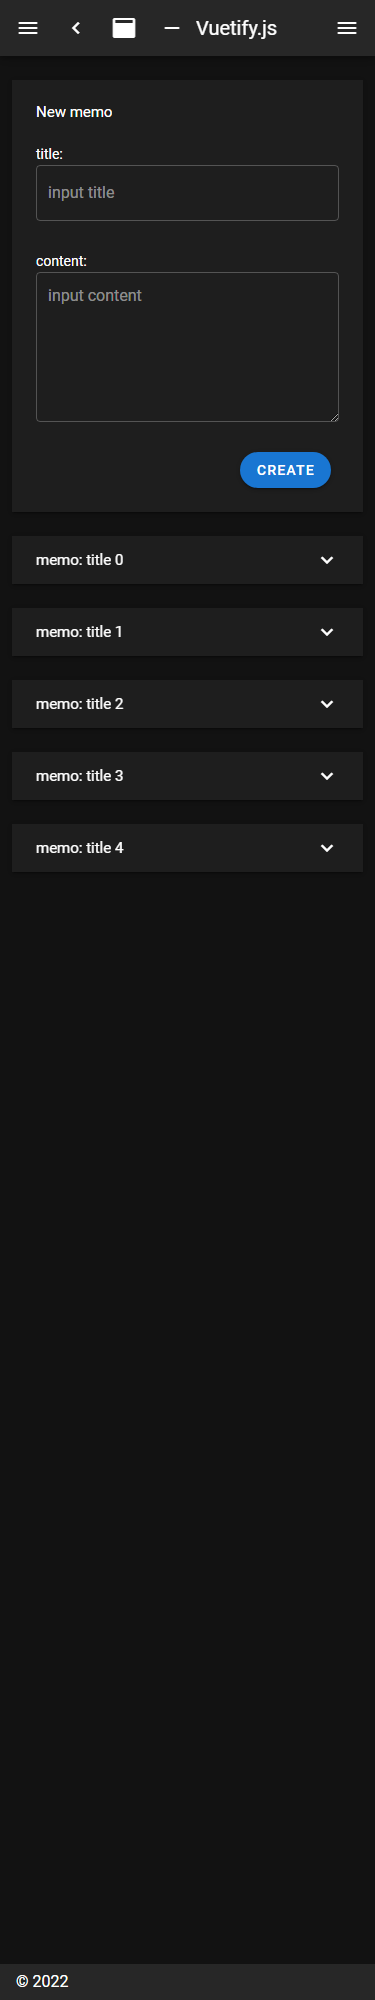 Vuetify.js
New memo
title:
input title
content:
input content
CREATE
memo: title 0
memo: title 1
memo: title 2
memo: title 3
memo: title 4
© 2022